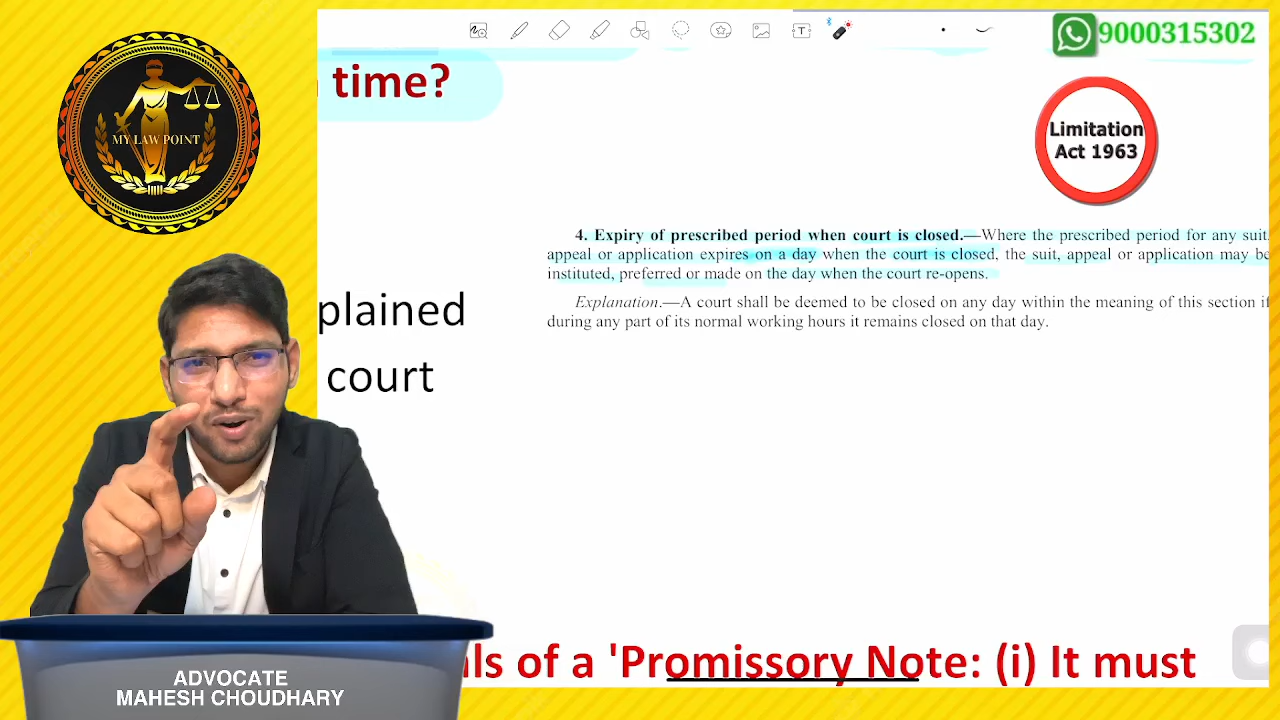 9000315302
time?
MY LAW POINT
Limitation
Act 1963
4. Expiry of prescribed period when court is closed.—Where the prescribed period for any suit,
appeal or application expires on a day when the court is closed, the suit, appeal or application may be
instituted, preferred or made on the day when the court re-opens.
Explanation.—A court shall be deemed to be closed on any day within the meaning of this section if
during any part of its normal working hours it remains closed on that day.
plained
court
ls of a 'Promissory Note: (i) It must
ADVOCATE
MAHESH CHOUDHARY